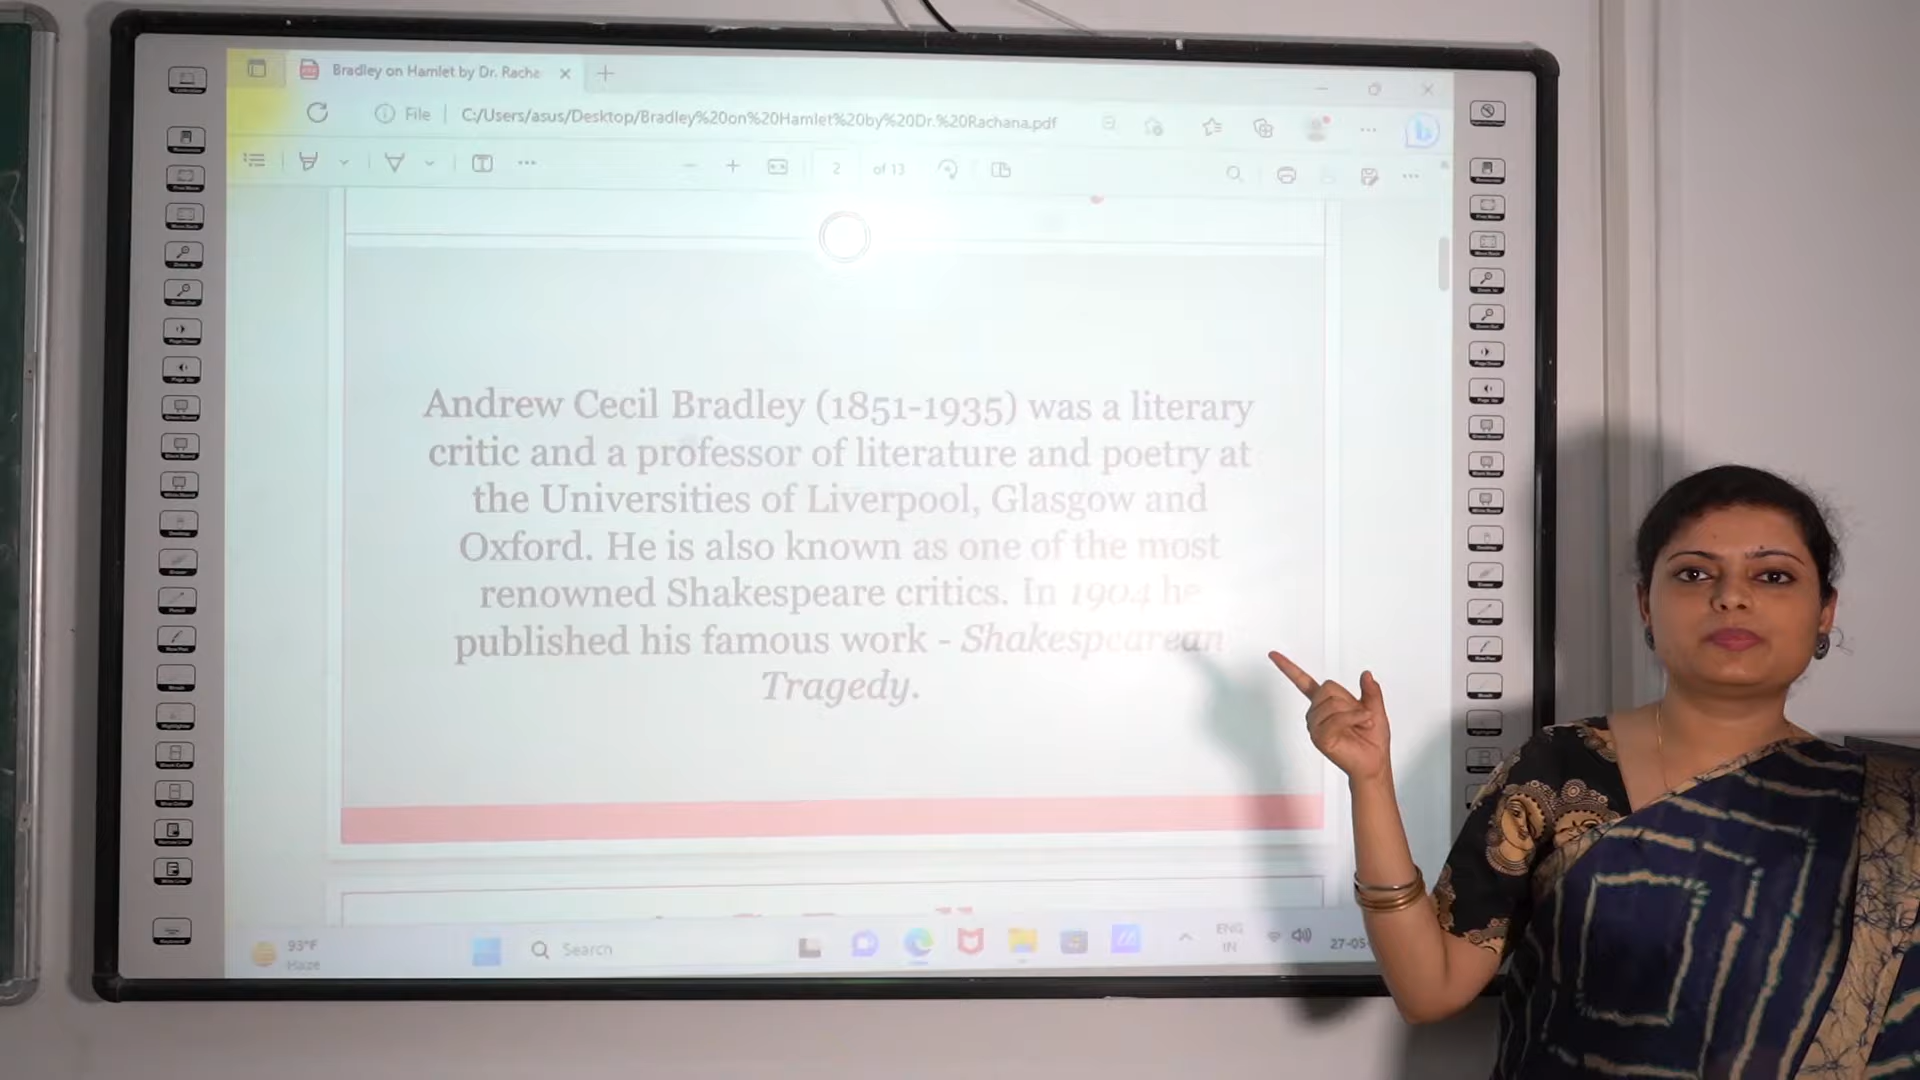 Bradley on Hamlet by Dr. Racha
File
C:/Users/asus/Desktop/Bradley%20on%20Hamlet%20by%20Dr.%20Rachana.pdf
2 of 13
Andrew Cecil Bradley (1851-1935) was a literary
critic and a professor of literature and poetry at
the Universities of Liverpool, Glasgow and
Oxford. He is also known as one of the most
renowned Shakespeare critics. In 1904 he
published his famous work - Shakespearean
Tragedy.
93°F
Haze
Search
ENG
IN
27-05-